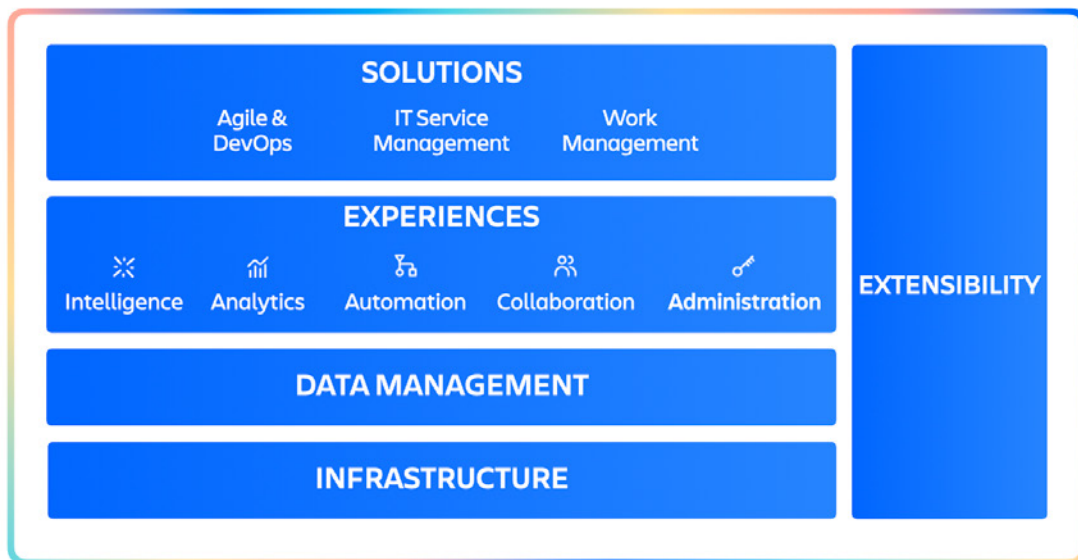 SOLUTIONS
Agile &
DevOps
IT Service
Management
Work
Management
EXPERIENCES
Intelligence
Analytics
Automation
Collaboration
Administration
DATA MANAGEMENT
INFRASTRUCTURE
EXTENSIBILITY